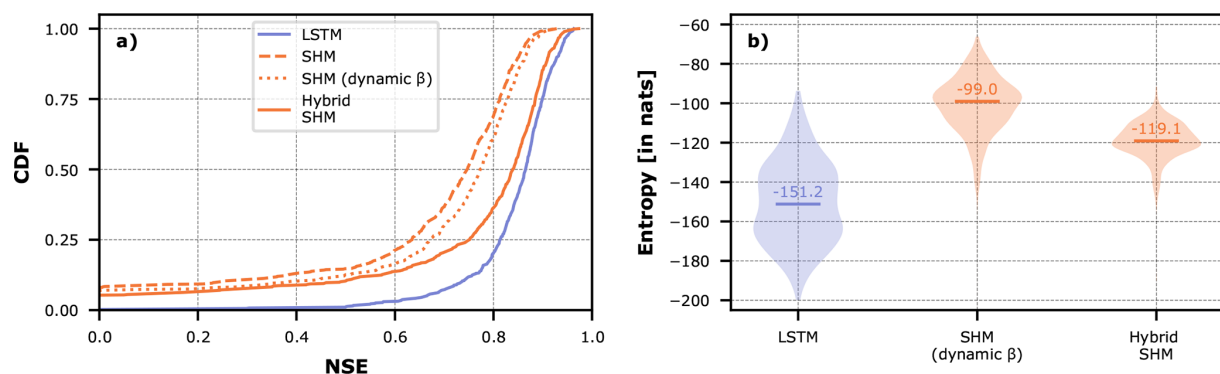 a)
LSTM
SHM
SHM (dynamic β)
Hybrid
SHM
CDF
1.00
0.75
0.50
0.25
0.00
0.0
0.2
0.4
0.6
0.8
1.0
NSE
b)
Entropy [in nats]
−60
−80
−100
−120
−140
−160
−180
−200
-151.2
-99.0
-119.1
LSTM
SHM
(dynamic β)
Hybrid
SHM